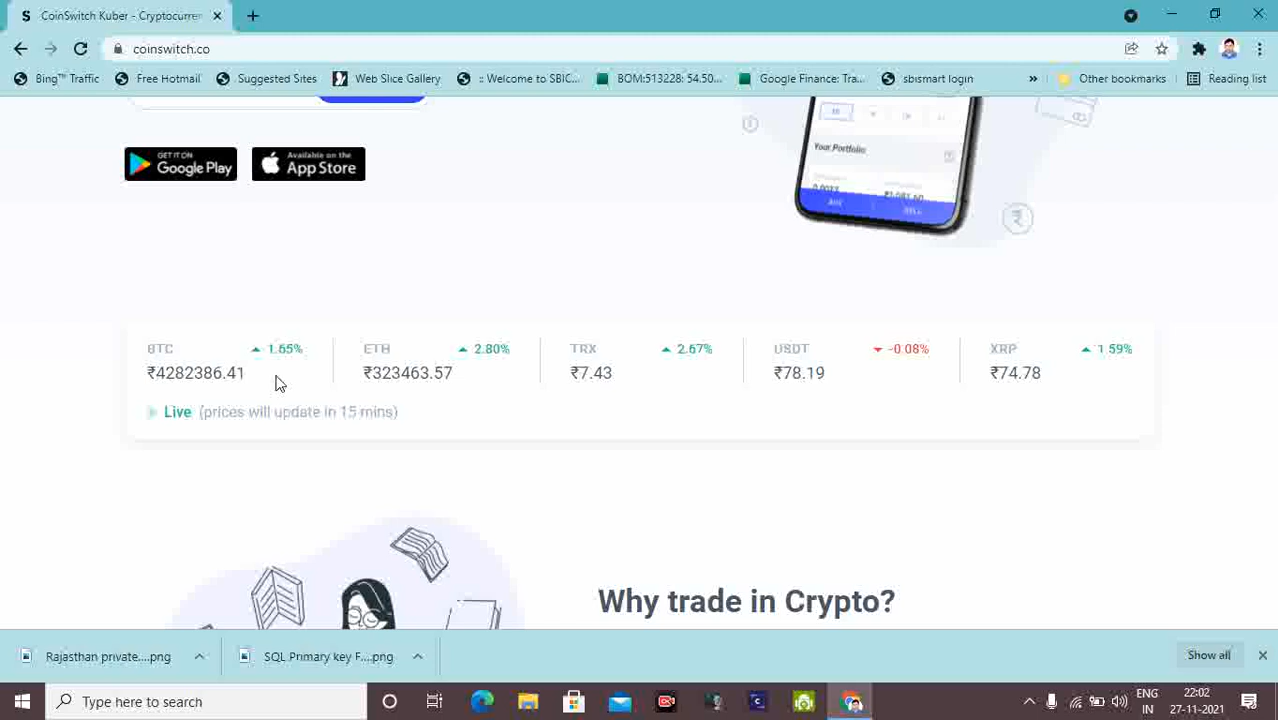 CoinSwitch Kuber - Cryptocurren
coinswitch.co
Bing™ Traffic Free Hotmail Suggested Sites Web Slice Gallery :: Welcome to SBIC... BOM:513228: 54.50... Google Finance: Tra... sbismart login » Other bookmarks Reading list
Your Portfolio
GET IT ON
Google Play
Available on the
App Store
BUY SELL
BTC 1.65% ETH 2.80% TRX 2.67% USDT -0.08% XRP 1.59%
₹4282386.41 ₹323463.57 ₹7.43 ₹78.19 ₹74.78
Live (prices will update in 15 mins)
Why trade in Crypto?
Rajasthan private....png SQL Primary key F....png Show all
Type here to search
ENG 22:02
IN 27-11-2021